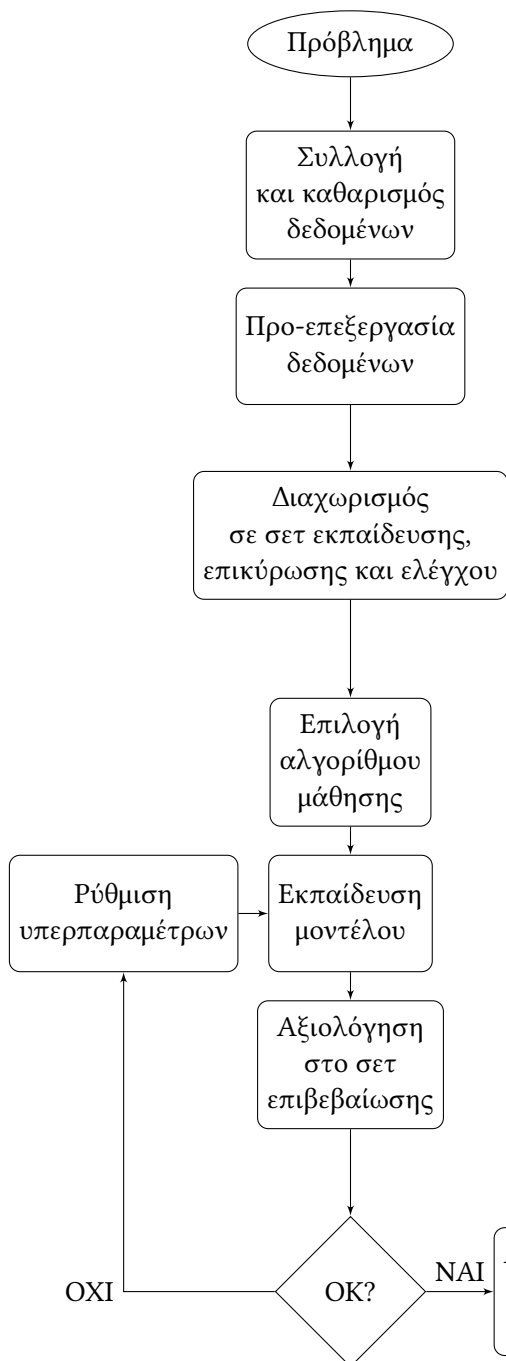 Πρόβλημα
Συλλογή
και καθαρισμός
δεδομένων
Προ-επεξεργασία
δεδομένων
Διαχωρισμός
σε σετ εκπαίδευσης,
επικύρωσης και ελέγχου
Επιλογή
αλγορίθμου
μάθησης
Ρύθμιση
υπερπαραμέτρων
Εκπαίδευση
μοντέλου
Αξιολόγηση
στο σετ
επιβεβαίωσης
ΟΧΙ
OK?
ΝΑΙ